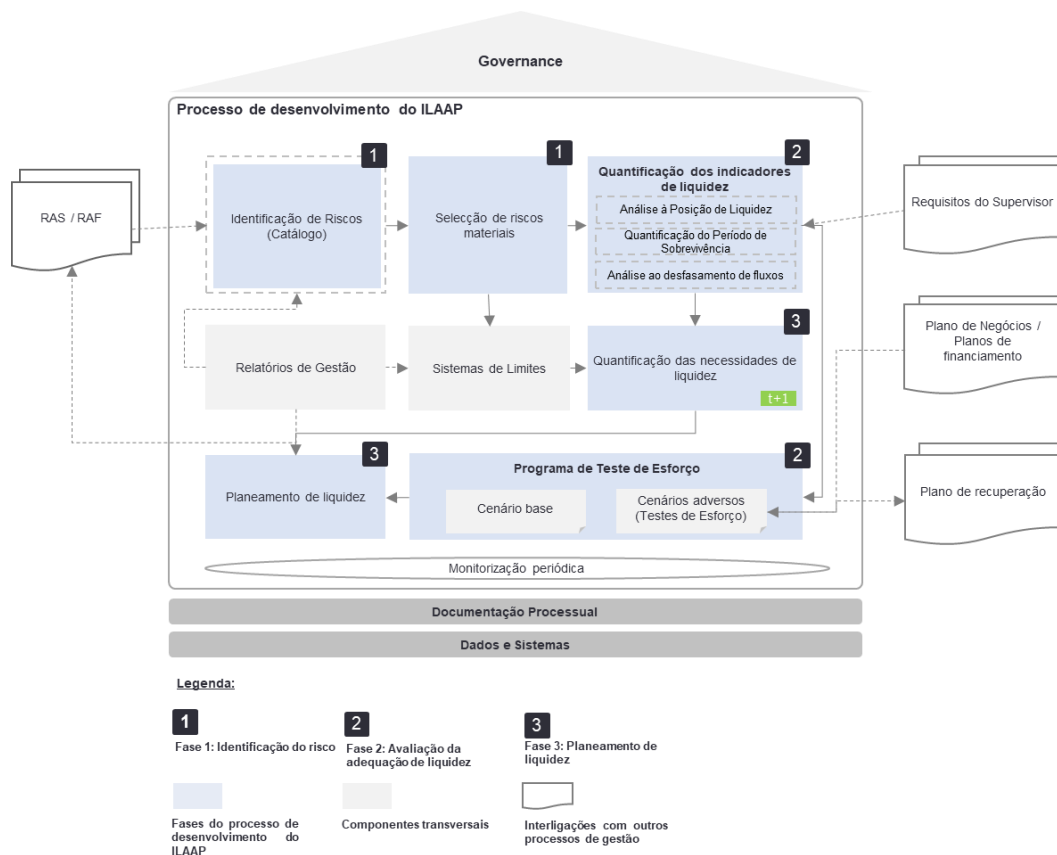 Governance
Processo de desenvolvimento do ILAAP
1
1
2
Identificação de Riscos
(Catálogo)
Selecção de riscos
materiais
Quantificação dos indicadores
de liquidez
Análise à Posição de Liquidez
Quantificação do Período de
Sobrevivência
Análise ao desfasamento de fluxos
RAS / RAF
Requisitos do Supervisor
3
Relatórios de Gestão
Sistemas de Limites
Quantificação das necessidades de
liquidez
t+1
Plano de Negócios /
Planos de
financiamento
3
2
Planeamento de liquidez
Programa de Teste de Esforço
Cenário base
Cenários adversos
(Testes de Esforço)
Plano de recuperação
Monitorização periódica
Documentação Processual
Dados e Sistemas
Legenda:
1
Fase 1: Identificação do risco
2
Fase 2: Avaliação da
adequação de liquidez
3
Fase 3: Planeamento de
liquidez
Fases do processo de
desenvolvimento do
ILAAP
Componentes transversais
Interligações com outros
processos de gestão